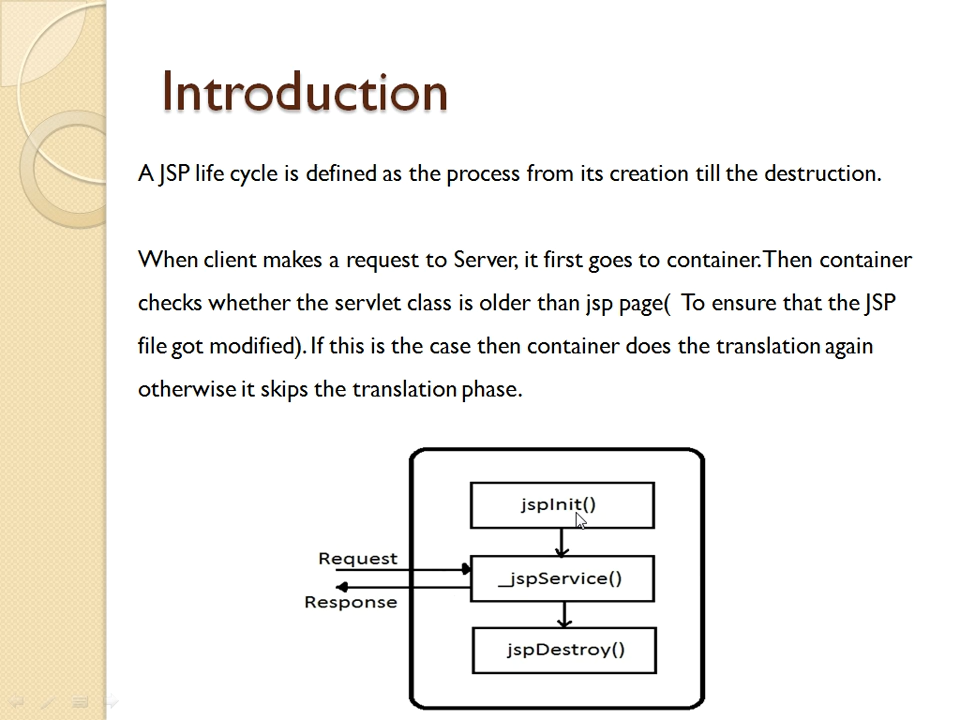 Introduction
A JSP life cycle is defined as the process from its creation till the destruction.
When client makes a request to Server, it first goes to container. Then container
checks whether the servlet class is older than jsp page(  To ensure that the JSP
file got modified). If this is the case then container does the translation again
otherwise it skips the translation phase.
jspInit()
Request
_jspService()
Response
jspDestroy()